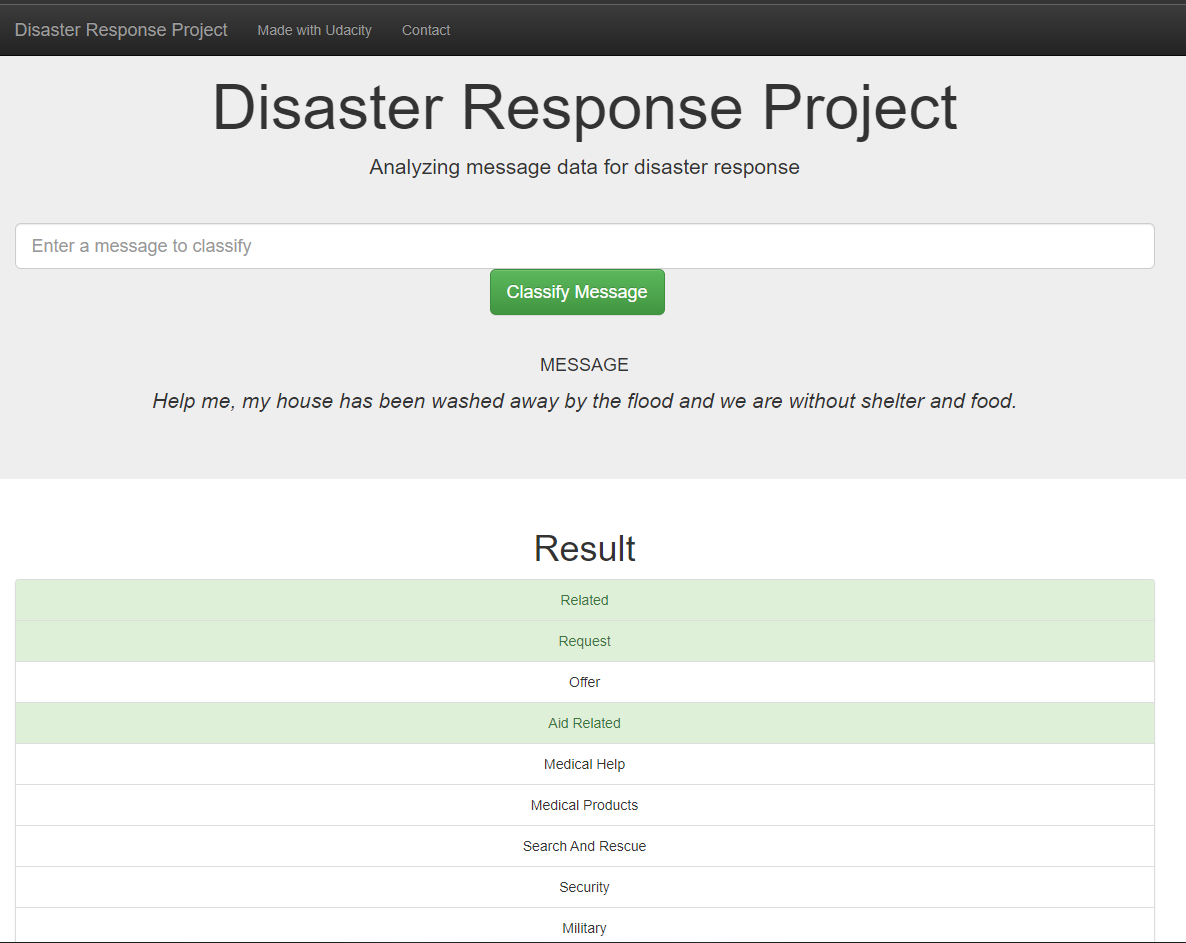 Disaster Response Project Made with Udacity Contact
Disaster Response Project
Analyzing message data for disaster response
Enter a message to classify
Classify Message
MESSAGE
Help me, my house has been washed away by the flood and we are without shelter and food.
Result
Related
Request
Offer
Aid Related
Medical Help
Medical Products
Search And Rescue
Security
Military